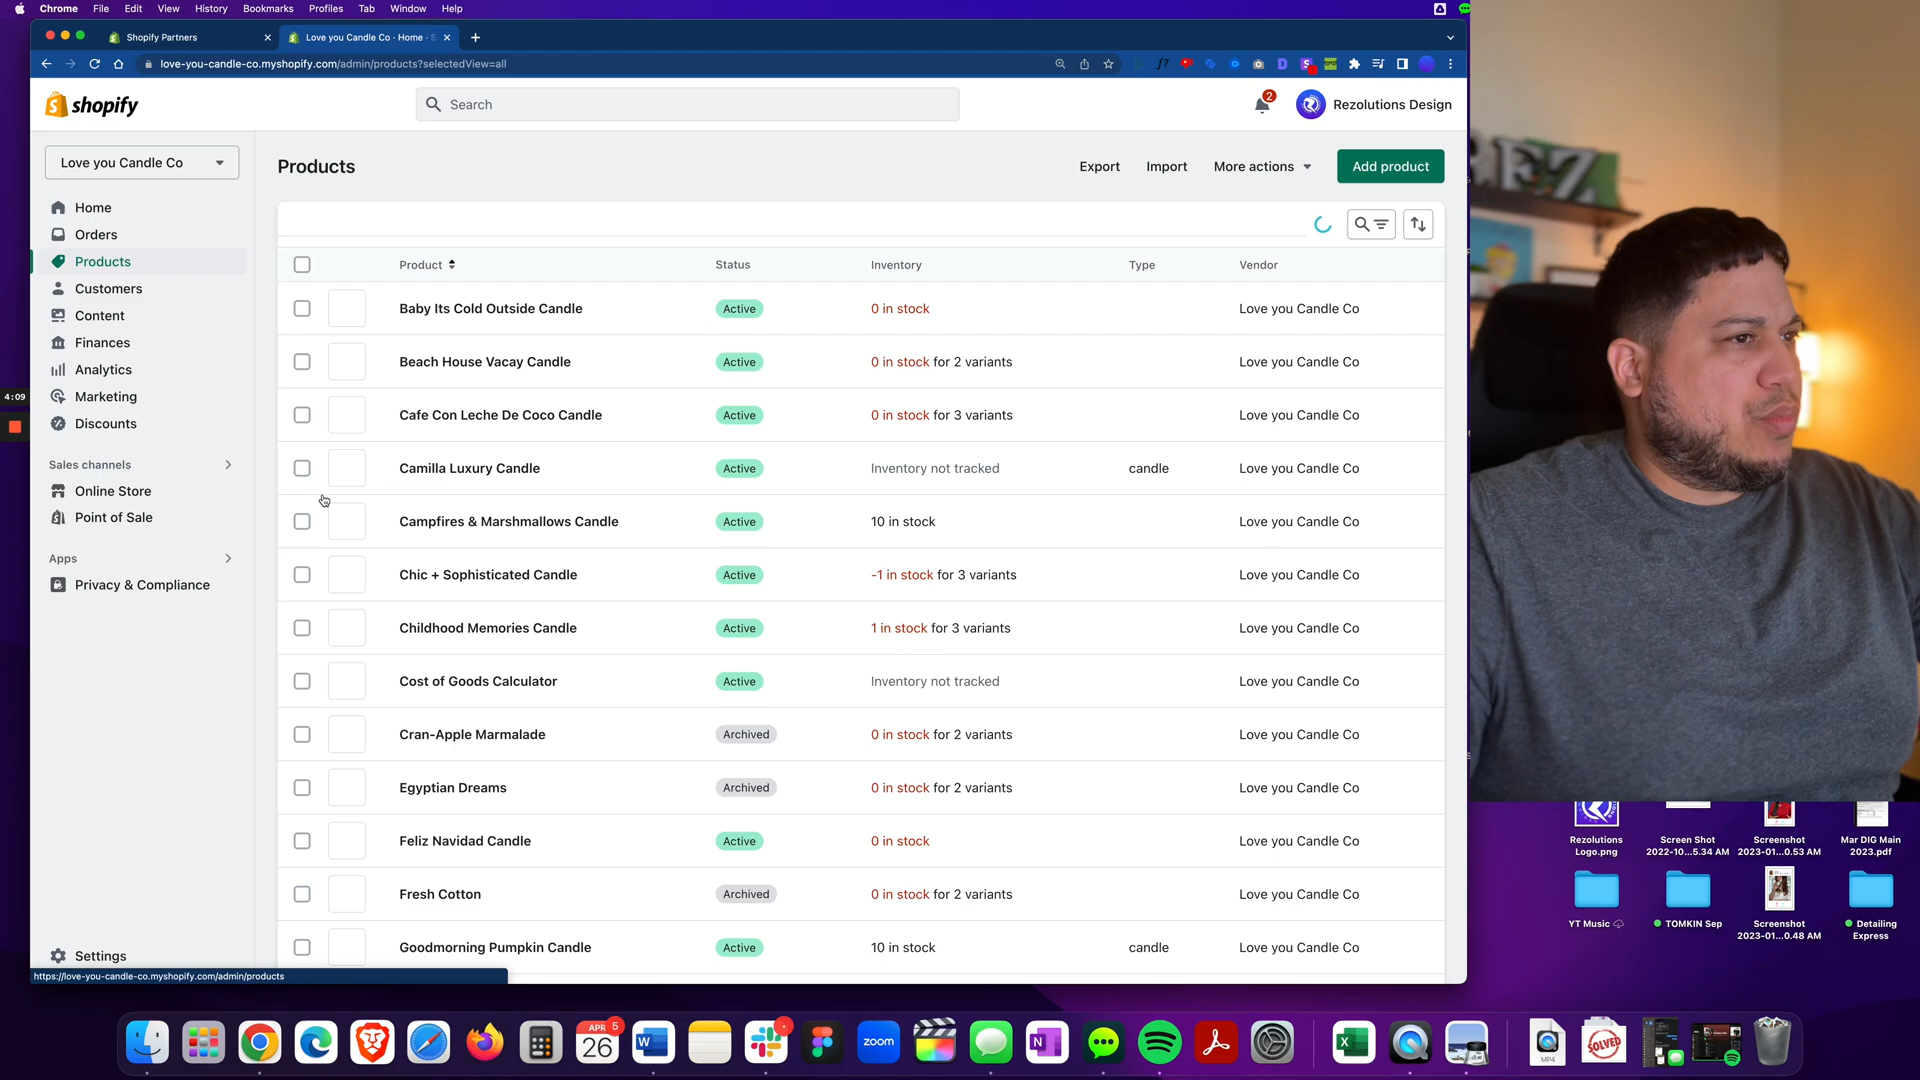 Chrome File Edit View History Bookmarks Profiles Tab Window Help
Shopify Partners
Love you Candle Co · Home · S
love-you-candle-co.myshopify.com/admin/products?selectedView=all
shopify
Search
2
Rezolutions Design
Love you Candle Co
Home
Orders
Products
Customers
Content
Finances
Analytics
Marketing
Discounts
Sales channels
Online Store
Point of Sale
Apps
Privacy & Compliance
Settings
4:09
Products
Export Import More actions Add product
Product Status Inventory Type Vendor
Baby Its Cold Outside Candle Active 0 in stock Love you Candle Co
Beach House Vacay Candle Active 0 in stock for 2 variants Love you Candle Co
Cafe Con Leche De Coco Candle Active 0 in stock for 3 variants Love you Candle Co
Camilla Luxury Candle Active Inventory not tracked candle Love you Candle Co
Campfires & Marshmallows Candle Active 10 in stock Love you Candle Co
Chic + Sophisticated Candle Active -1 in stock for 3 variants Love you Candle Co
Childhood Memories Candle Active 1 in stock for 3 variants Love you Candle Co
Cost of Goods Calculator Active Inventory not tracked Love you Candle Co
Cran-Apple Marmalade Archived 0 in stock for 2 variants Love you Candle Co
Egyptian Dreams Archived 0 in stock for 2 variants Love you Candle Co
Feliz Navidad Candle Active 0 in stock Love you Candle Co
Fresh Cotton Archived 0 in stock for 2 variants Love you Candle Co
Goodmorning Pumpkin Candle Active 10 in stock candle Love you Candle Co
https://love-you-candle-co.myshopify.com/admin/products
Rezolutions
Logo.png
Screen Shot
2022-10...5.34 AM
Screenshot
2023-01...0.53 AM
Mar DIG Main
2023.pdf
YT Music
TOMKIN Sep
Screenshot
2023-01...0.48 AM
Detailing
Express
APR 5
26
zoom
MP4
SOLVED